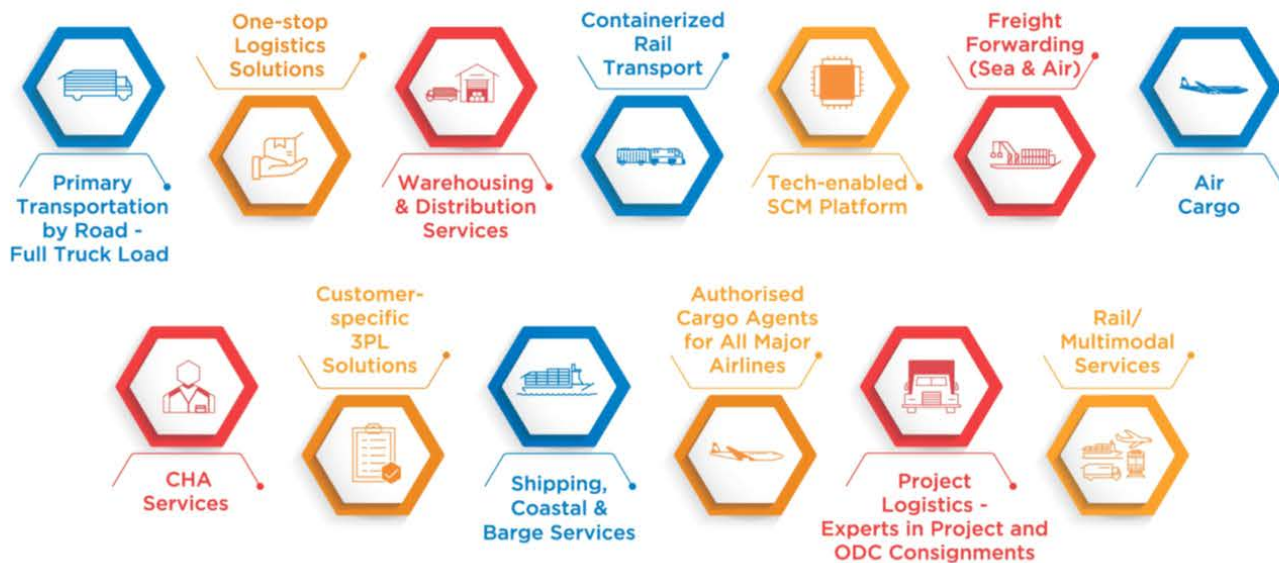 Primary
Transportation
by Road -
Full Truck Load
One-stop
Logistics
Solutions
Warehousing
& Distribution
Services
Containerized
Rail
Transport
Tech-enabled
SCM Platform
Freight
Forwarding
(Sea & Air)
Air
Cargo
CHA
Services
Customer-
specific
3PL
Solutions
Shipping,
Coastal &
Barge Services
Authorised
Cargo Agents
for All Major
Airlines
Project
Logistics -
Experts in Project and
ODC Consignments
Rail/
Multimodal
Services